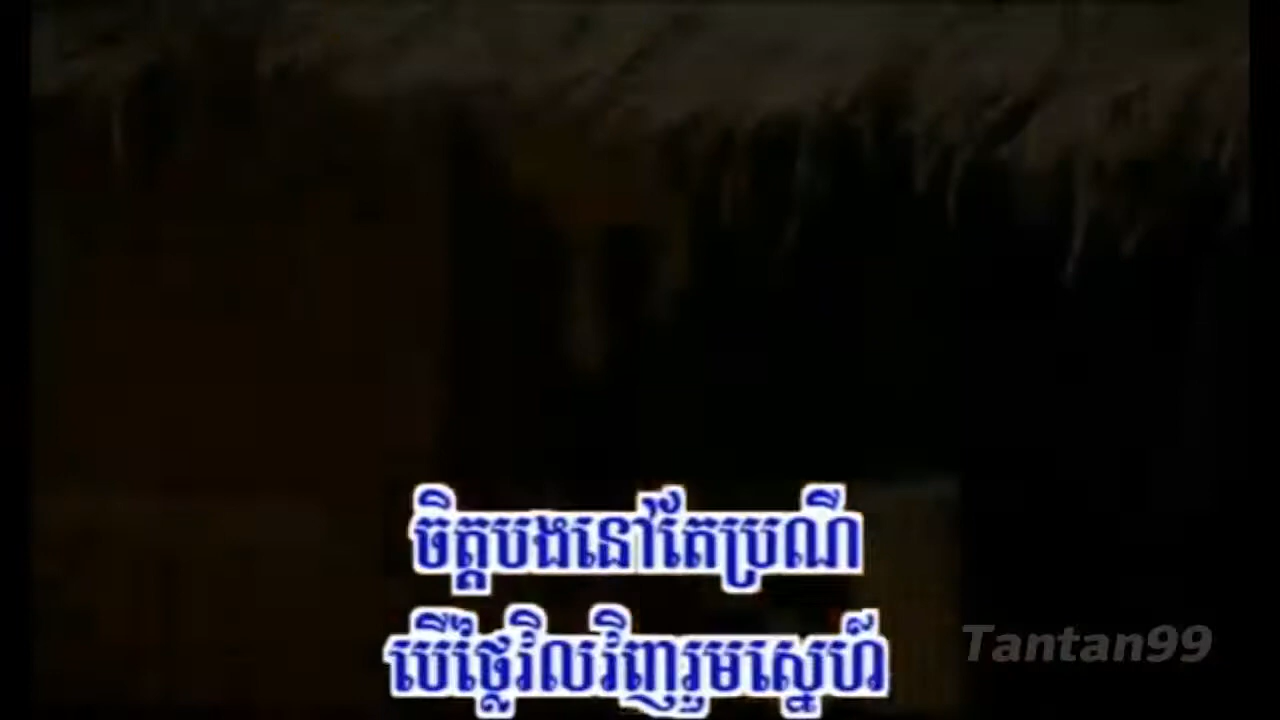 ចិត្តបងនៅតែប្រណី
បើថ្លៃវិលវិញរួមស្នេហ៍
Tantan99